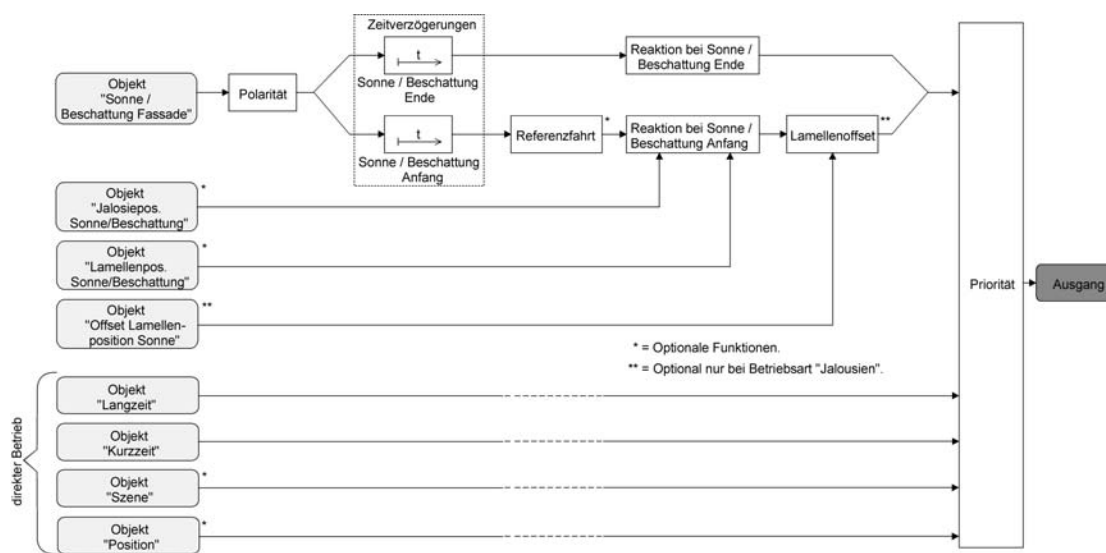 Zeitverzögerungen
t
Sonne / Beschattung
Ende
Reaktion bei Sonne /
Beschattung Ende
Objekt
"Sonne /
Beschattung Fassade"
Polarität
t
Sonne / Beschattung
Anfang
Referenzfahrt
*
Reaktion bei Sonne /
Beschattung Anfang
Lamellenoffset
**
Objekt
"Jalosiepos.
Sonne/Beschattung"
*
Objekt
"Lamellenpos.
Sonne/Beschattung"
*
Objekt
"Offset Lamellen-
position Sonne"
**
Priorität
Ausgang
* = Optionale Funktionen.
** = Optional nur bei Betriebsart "Jalousien".
direkter Betrieb
Objekt
"Langzeit"
Objekt
"Kurzzeit"
Objekt
"Szene"
*
Objekt
"Position"
*